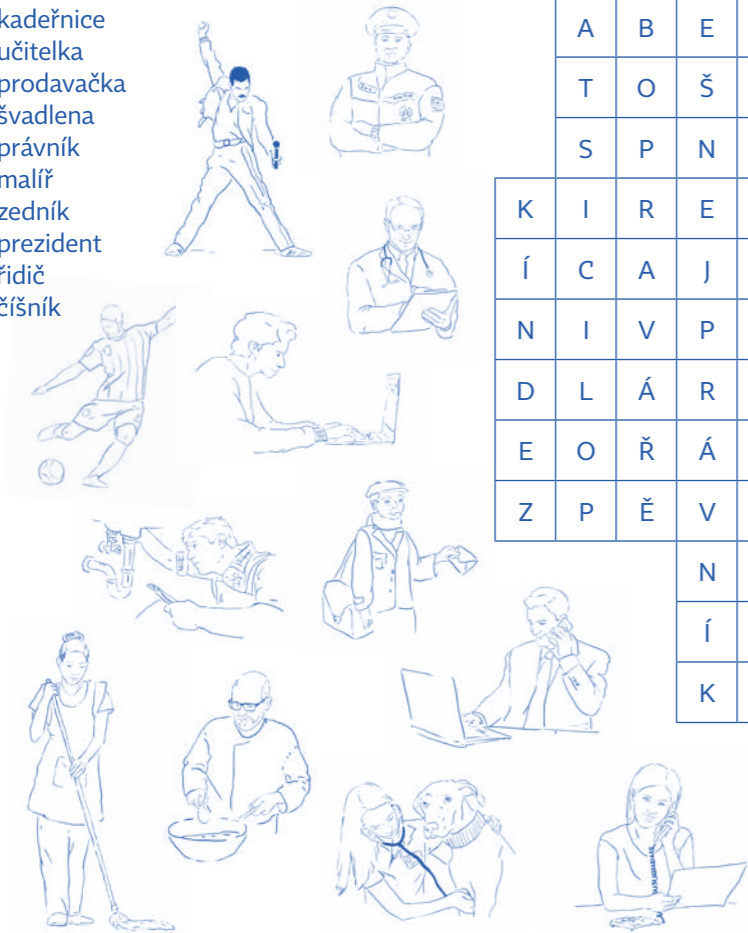 kadeřnice
učitelka
prodavačka
švadlena
právník
malíř
zedník
prezident
řidič
číšník
A B E
T O Š
S P N
K I R E
Í C A J
N I V P
D L Á R
E O Ř Á
Z P Ě V
N
Í
K